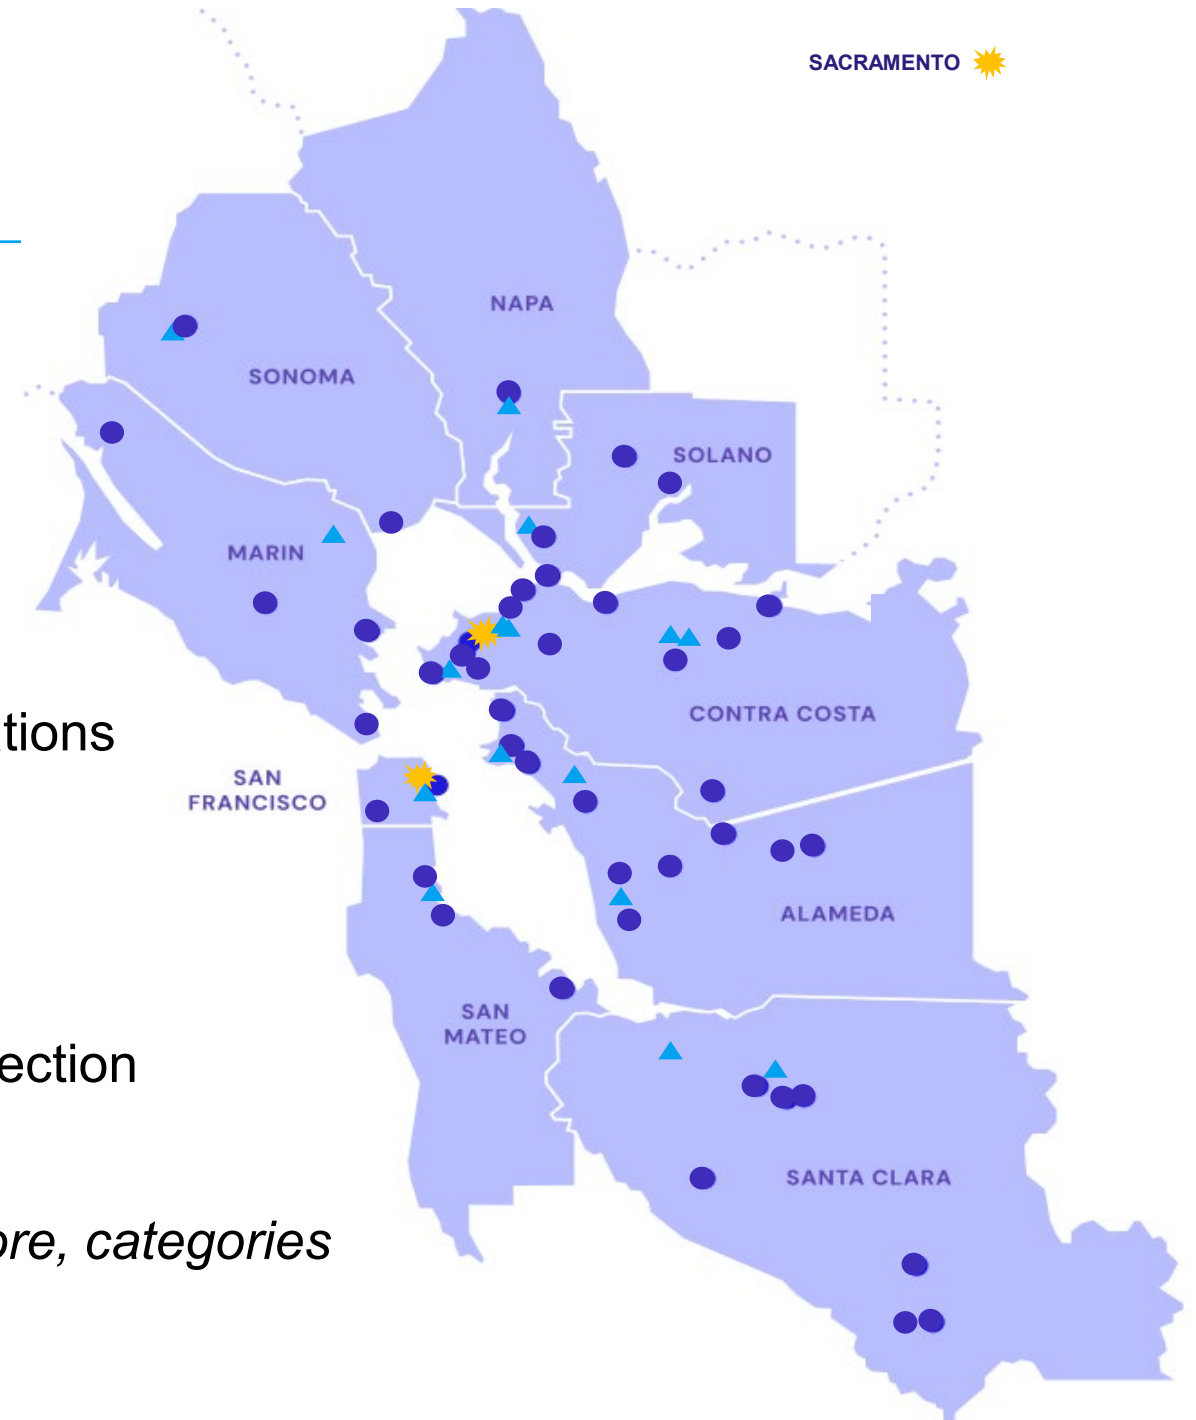 SACRAMENTO
NAPA
SONOMA
SOLANO
MARIN
CONTRA COSTA
tions
SAN
FRANCISCO
ALAMEDA
SAN
MATEO
ection
SANTA CLARA
ore, categories